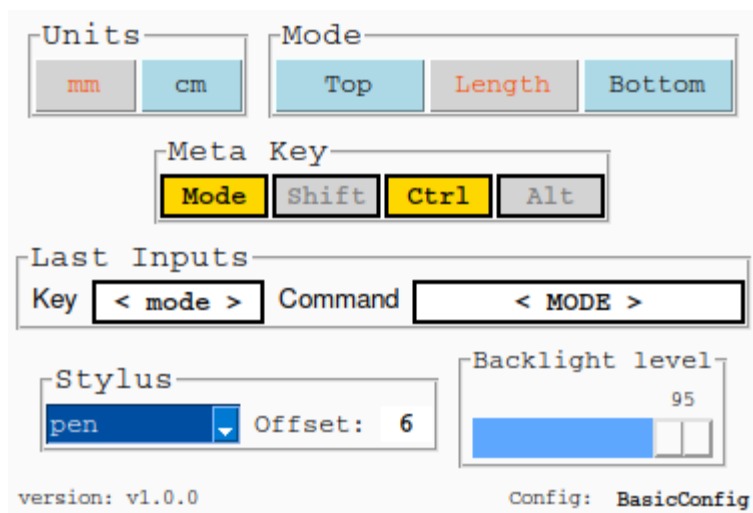 Units Mode
mm cm Top Length Bottom
Meta Key
Mode Shift Ctrl Alt
Last Inputs
Key < mode > Command < MODE >
Stylus Backlight level
95
pen Offset: 6
version: v1.0.0 Config: BasicConfig